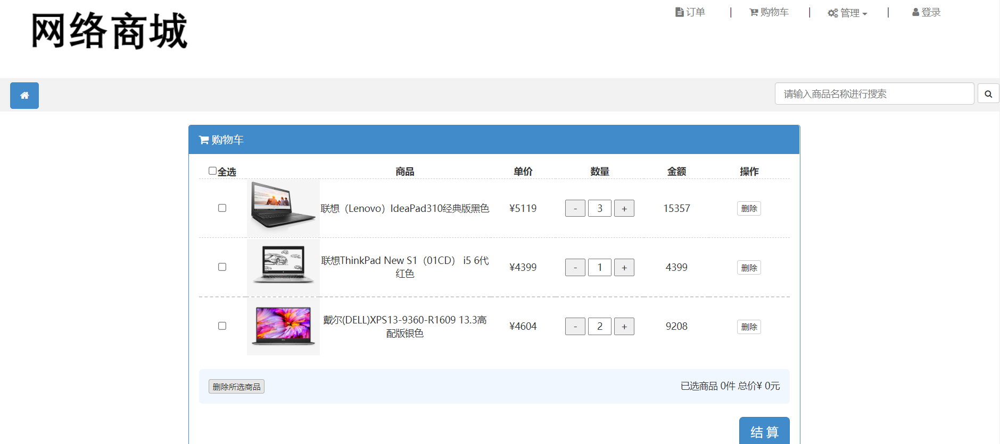 网络商城
订单 | 购物车 | 管理 | 登录
请输入商品名称进行搜索
购物车
全选 商品 单价 数量 金额 操作
联想（Lenovo）IdeaPad310经典版黑色 ¥5119 - 3 + 15357 删除
联想ThinkPad New S1（01CD） i5 6代
红色 ¥4399 - 1 + 4399 删除
戴尔(DELL)XPS13-9360-R1609 13.3高
配版银色 ¥4604 - 2 + 9208 删除
删除所选商品 已选商品 0件 总价¥ 0元
结 算